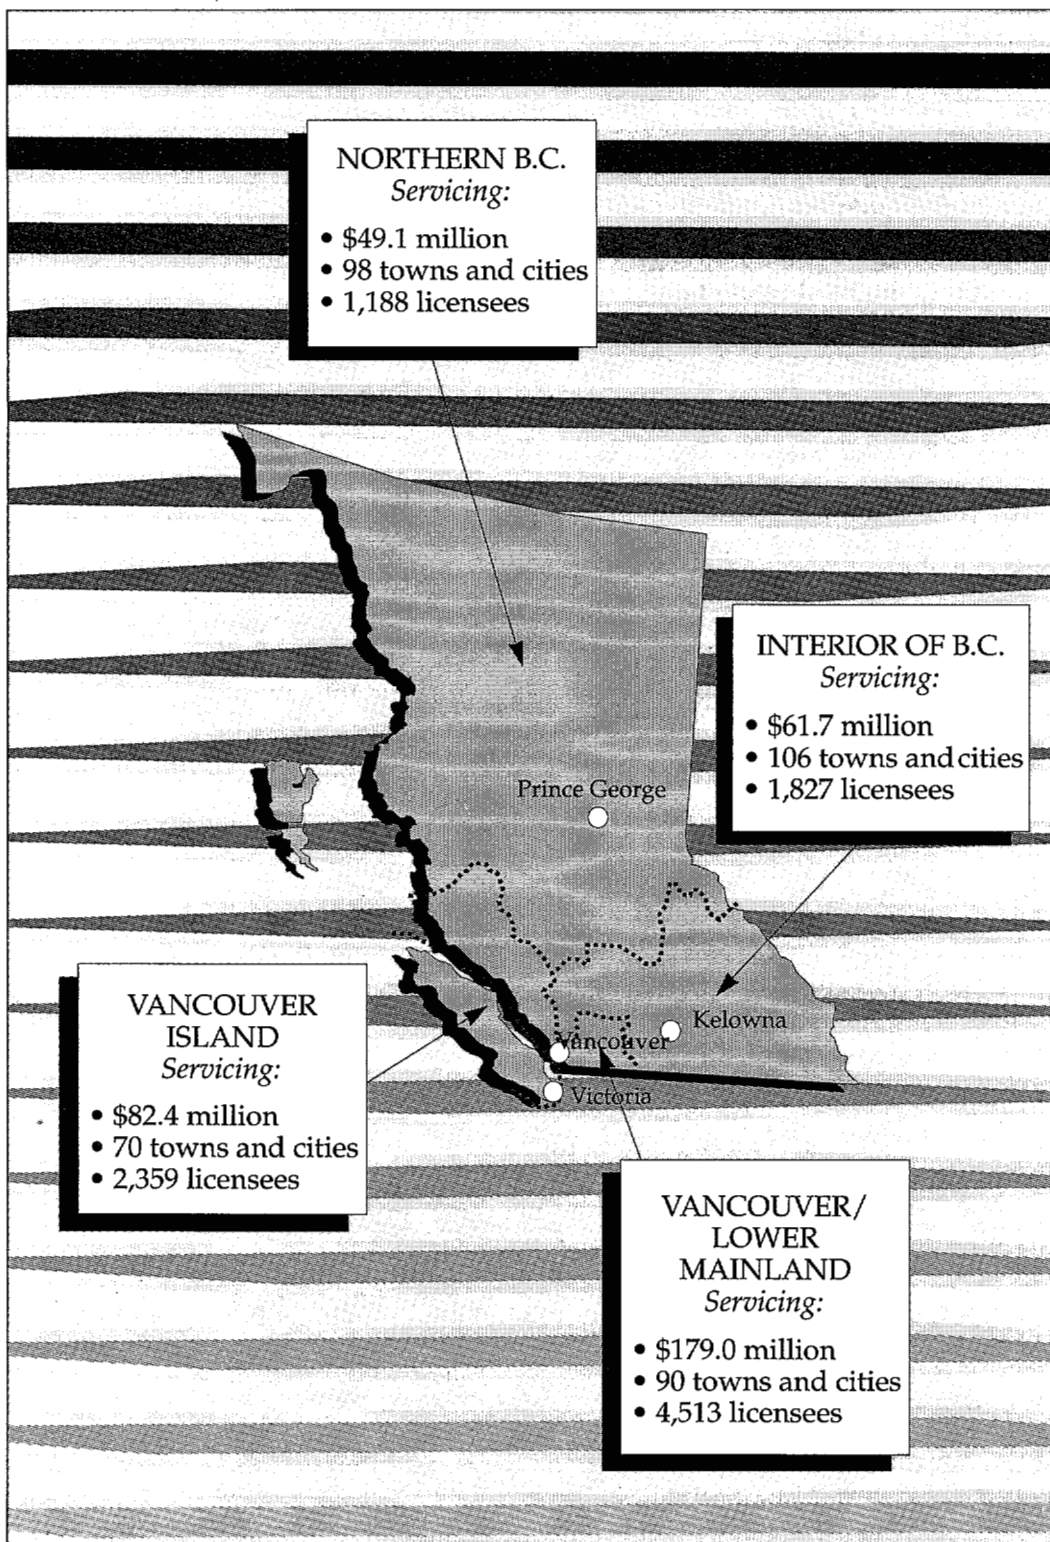 NORTHERN B.C.
Servicing:
• $49.1 million
• 98 towns and cities
• 1,188 licensees
INTERIOR OF B.C.
Servicing:
• $61.7 million
• 106 towns and cities
• 1,827 licensees
Prince George
Kelowna
Vancouver
Victoria
VANCOUVER
ISLAND
Servicing:
• $82.4 million
• 70 towns and cities
• 2,359 licensees
VANCOUVER/
LOWER
MAINLAND
Servicing:
• $179.0 million
• 90 towns and cities
• 4,513 licensees